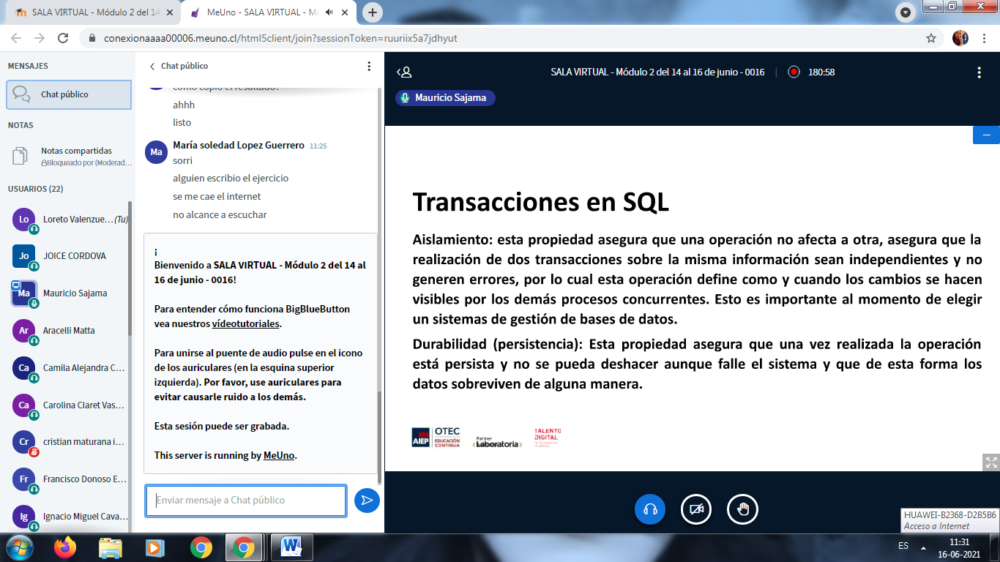 SALA VIRTUAL - Módulo 2 del 14
MeUno - SALA VIRTUAL - Mó
conexionaaaa00006.meuno.cl/html5client/join?sessionToken=ruuriix5a7jdhyut
MENSAJES
Chat público
NOTAS
Notas compartidas
Bloqueado por (Moderad...
USUARIOS (22)
Lo Loreto Valenzue... (Tu)
Jo JOICE CORDOVA
Ma Mauricio Sajama
Ar Aracelli Matta
Ca Camila Alejandra C...
Ca Carolina Claret Vas...
Cr cristian maturana i...
Fr Francisco Donoso E...
Ig Ignacio Miguel Cava...
Chat público
como copio el resultado?
ahhh
listo
Ma María soledad Lopez Guerrero 11:25
sorri
alguien escribio el ejercicio
se me cae el internet
no alcance a escuchar
¡
Bienvenido a SALA VIRTUAL - Módulo 2 del 14 al
16 de junio - 0016!
Para entender cómo funciona BigBlueButton
vea nuestros vídeotutoriales.
Para unirse al puente de audio pulse en el icono
de los auriculares (en la esquina superior
izquierda). Por favor, use auriculares para
evitar causarle ruido a los demás.
Esta sesión puede ser grabada.
This server is running by MeUno.
Enviar mensaje a Chat público
SALA VIRTUAL - Módulo 2 del 14 al 16 de junio - 0016 | 180:58
Mauricio Sajama
Transacciones en SQL
Aislamiento: esta propiedad asegura que una operación no afecta a otra, asegura que la
realización de dos transacciones sobre la misma información sean independientes y no
generen errores, por lo cual esta operación define como y cuando los cambios se hacen
visibles por los demás procesos concurrentes. Esto es importante al momento de elegir
un sistemas de gestión de bases de datos.
Durabilidad (persistencia): Esta propiedad asegura que una vez realizada la operación
está persista y no se pueda deshacer aunque falle el sistema y que de esta forma los
datos sobreviven de alguna manera.
AIEP
OTEC
EDUCACIÓN
CONTINUA
Partner
Laboratoria
TALENTO
DIGITAL
HUAWEI-B2368-D2B5B6
Acceso a Internet
ES
11:31
16-06-2021